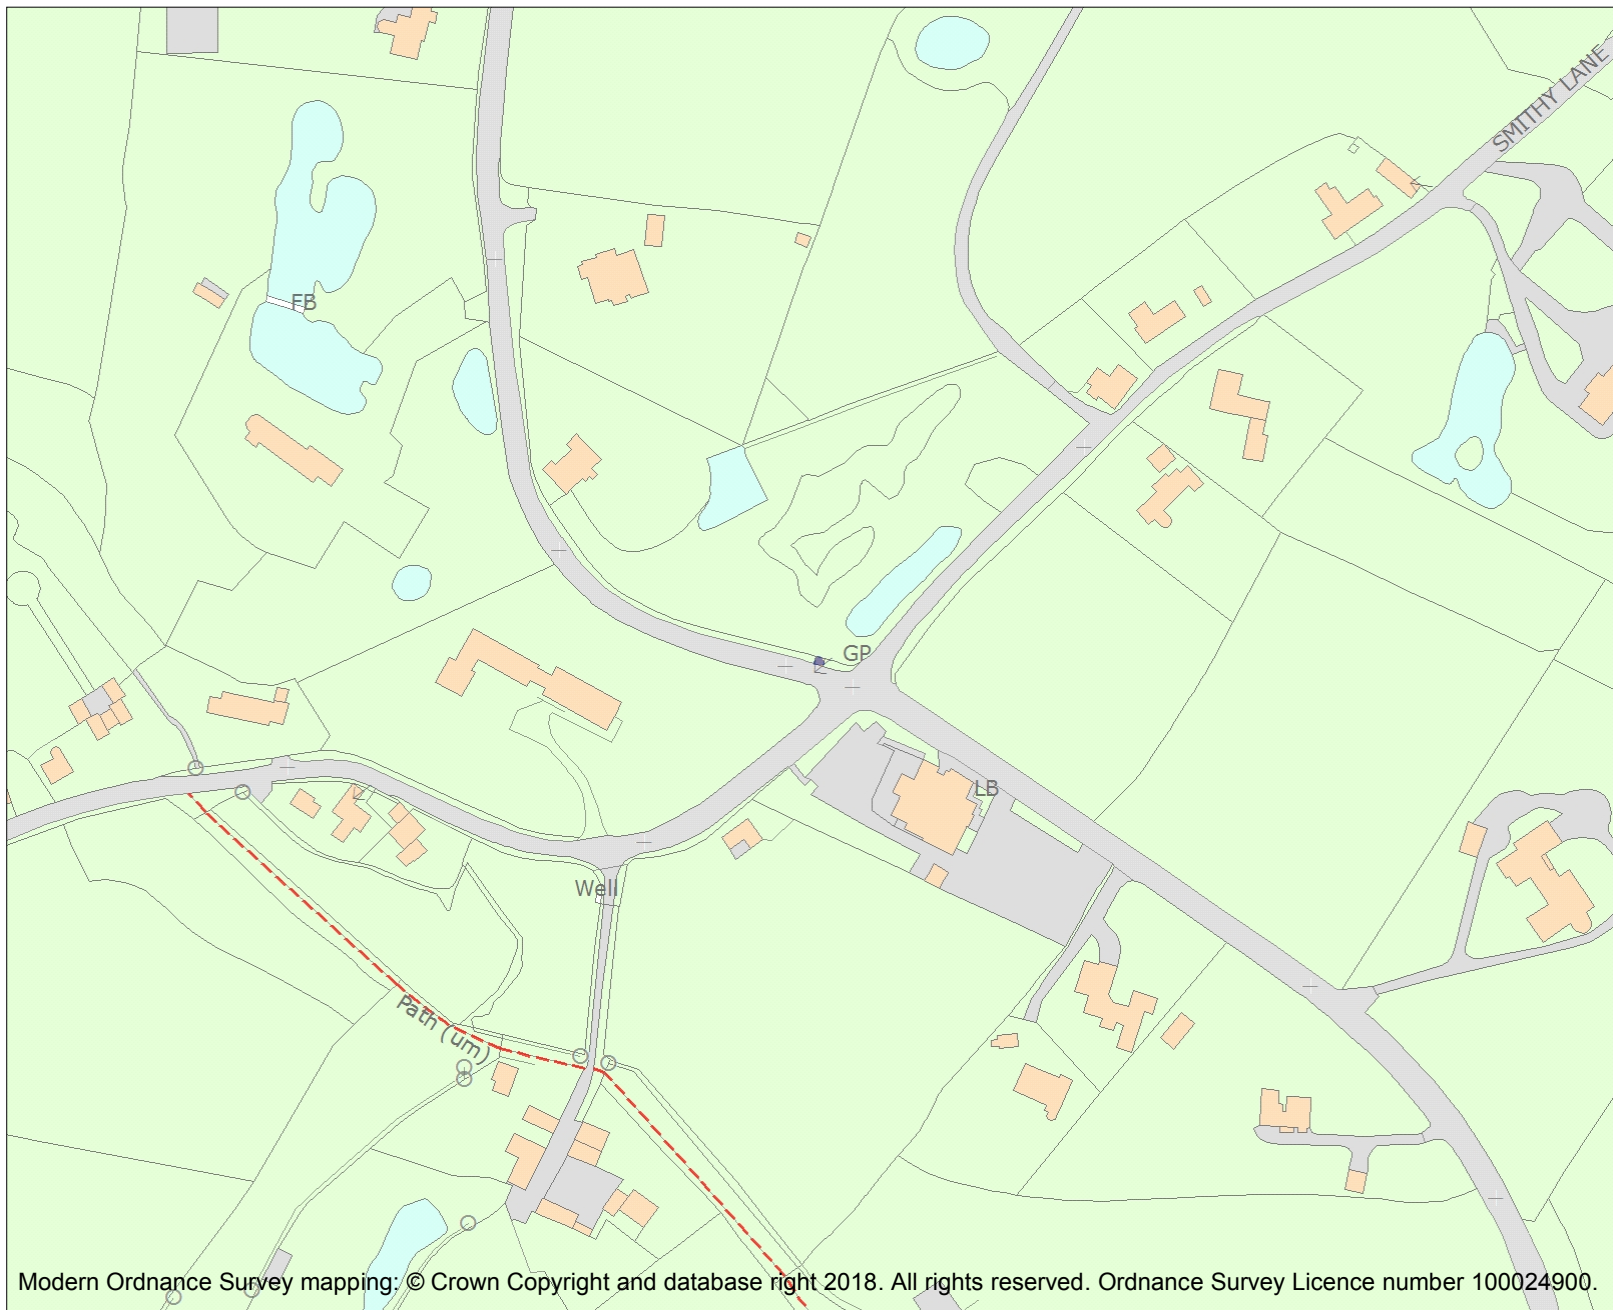 SMITHY LANE
FB
GP
LB
Well
Path (um)
Modern Ordnance Survey mapping: © Crown Copyright and database right 2018. All rights reserved. Ordnance Survey Licence number 100024900.